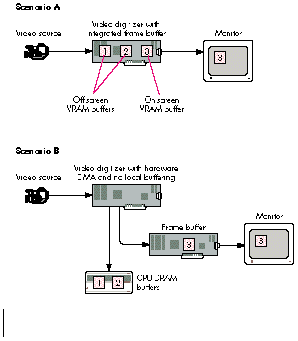 Scenario A
Video digitizer with
integrated frame buffer
Video source
Monitor
1
2
3
3
Offscreen
VRAM buffers
Onscreen
VRAM buffer
Scenario B
Video digitizer with hardware
DMA and no local buffering
Video source
Frame buffer
Monitor
3
3
1
2
CPU DRAM
buffers